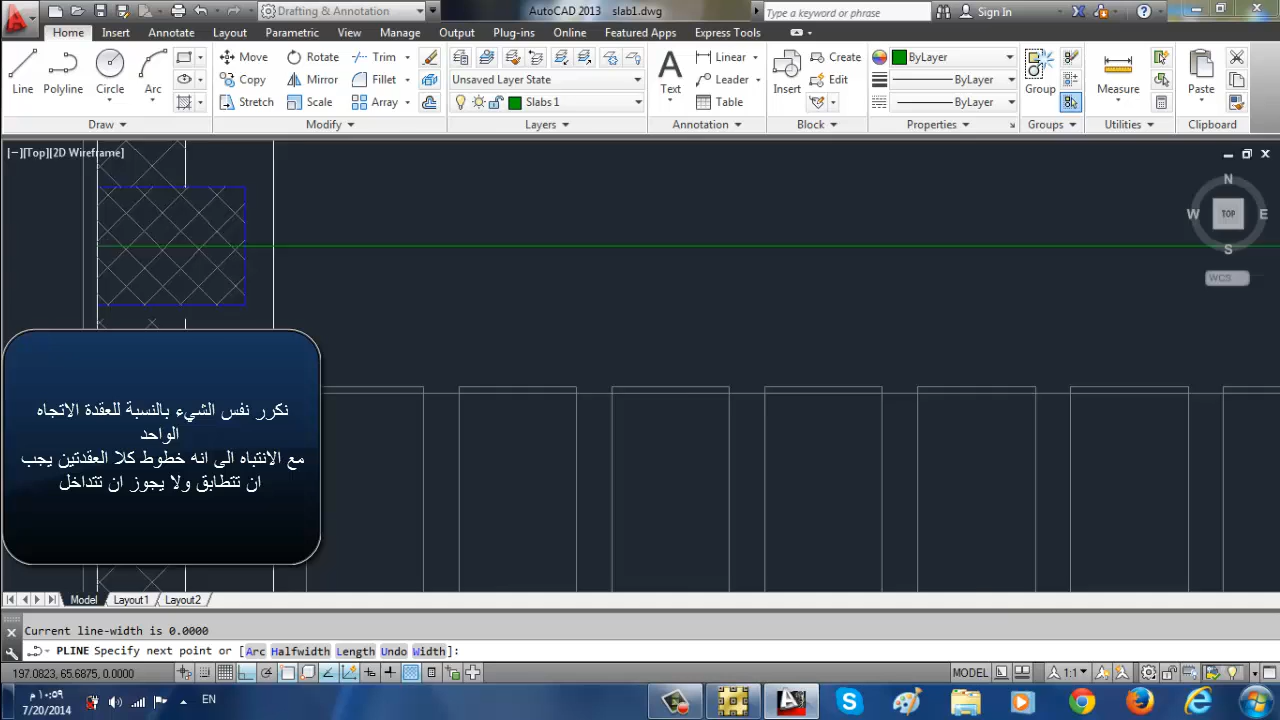 Drafting & Annotation
AutoCAD 2013 slab1.dwg
Type a keyword or phrase
Sign In
Home Insert Annotate Layout Parametric View Manage Output Plug-ins Online Featured Apps Express Tools
Move Rotate Trim
Unsaved Layer State
Linear
Create
ByLayer
Copy Mirror Fillet
Line Polyline Circle Arc
Text
Leader
Insert
Edit
ByLayer
Group
Measure
Paste
Stretch Scale Array
Slabs 1
Table
ByLayer
Draw Modify Layers Annotation Block Properties Groups Utilities Clipboard
[−][Top][2D Wireframe]
N
W TOP E
S
WCS
نكرر نفس الشيء بالنسبة للعقدة الاتجاه
الواحد
مع الانتباه الى انه خطوط كلا العقدتين يجب
ان تتطابق ولا يجوز ان تتداخل
Model Layout1 Layout2
Current line-width is 0.0000
PLINE Specify next point or [Arc Halfwidth Length Undo Width]:
197.0823, 65.6875, 0.0000
MODEL
1:1
١٠:٥٩ م
EN
7/20/2014